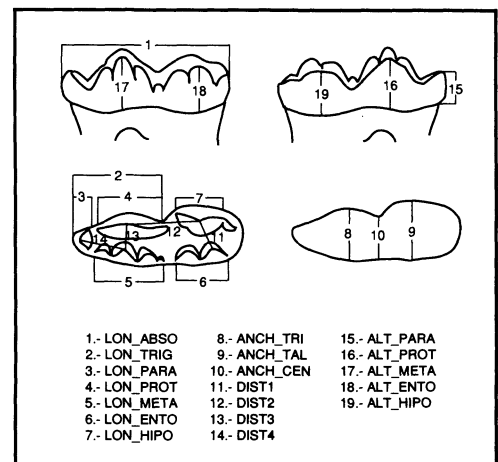 1
17 18
19 16 15
2
3 4 7
14 13 12 11
5 6
8 10 9
1.- LON_ABSO 8.- ANCH_TRI 15.- ALT_PARA
2.- LON_TRIG 9.- ANCH_TAL 16.- ALT_PROT
3.- LON_PARA 10.- ANCH_CEN 17.- ALT_META
4.- LON_PROT 11.- DIST1 18.- ALT_ENTO
5.- LON_META 12.- DIST2 19.- ALT_HIPO
6.- LON_ENTO 13.- DIST3
7.- LON_HIPO 14.- DIST4